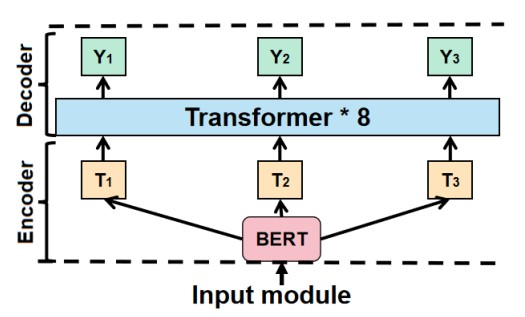 Decoder
Y1
Y2
Y3
Transformer * 8
Encoder
T1
T2
T3
BERT
Input module